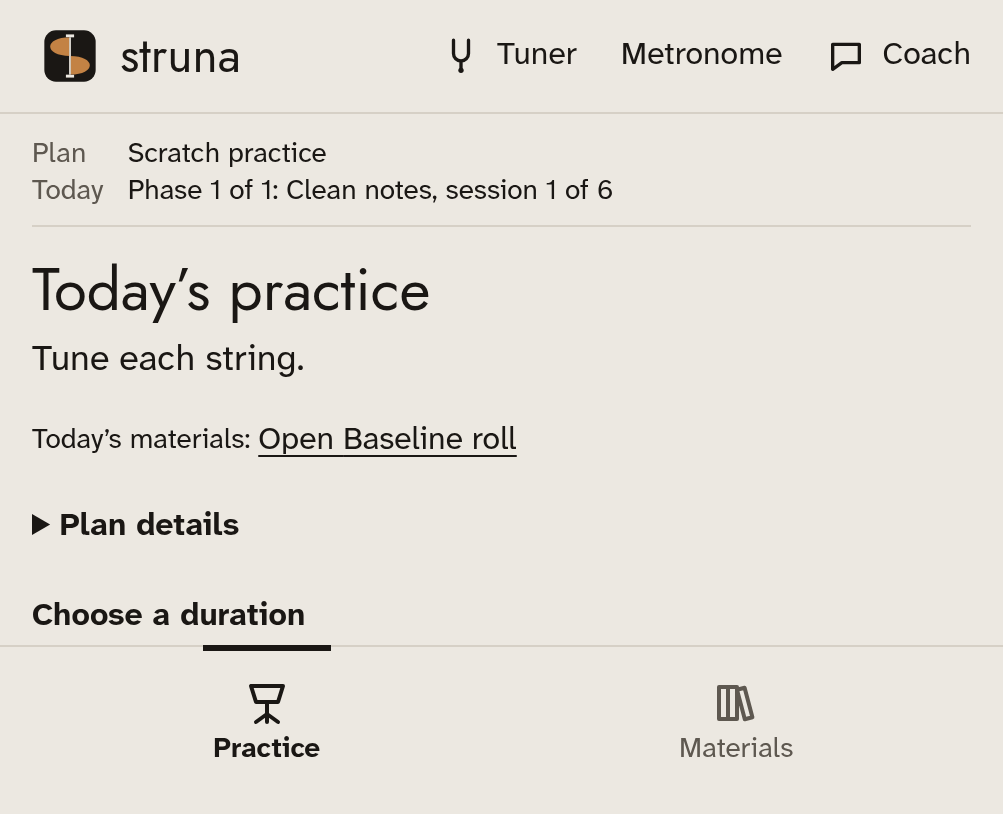 struna
Tuner
Metronome
Coach
Plan Scratch practice
Today Phase 1 of 1: Clean notes, session 1 of 6
Today’s practice
Tune each string.
Today’s materials: Open Baseline roll
Plan details
Choose a duration
Practice
Materials